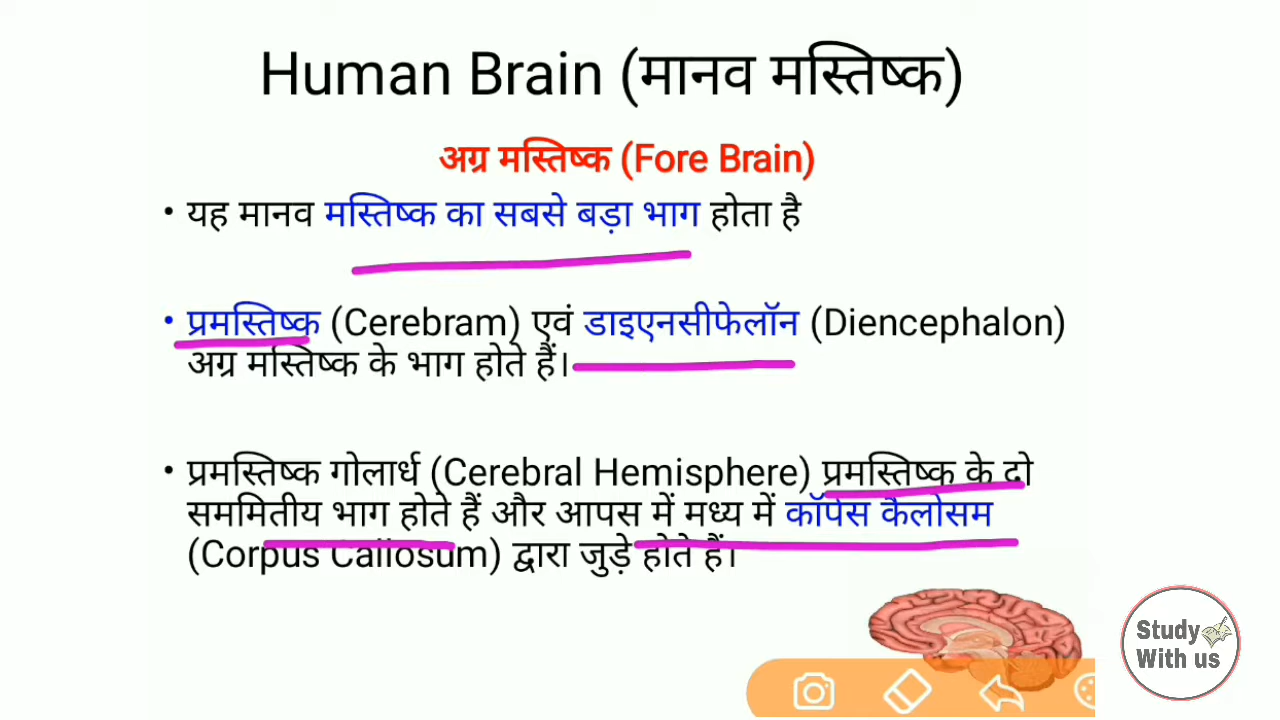 Human Brain (मानव मस्तिष्क)
अग्र मस्तिष्क (Fore Brain)
• यह मानव मस्तिष्क का सबसे बड़ा भाग होता है
• प्रमस्तिष्क (Cerebram) एवं डाइएनसीफेलॉन (Diencephalon)
अग्र मस्तिष्क के भाग होते हैं।
• प्रमस्तिष्क गोलार्ध (Cerebral Hemisphere) प्रमस्तिष्क के दो
सममितीय भाग होते हैं और आपस में मध्य में कॉर्पस कैलोसम
(Corpus Callosum) द्वारा जुड़े होते हैं।
Study
With us